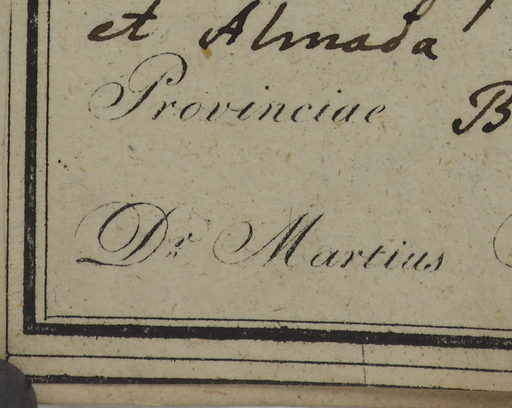 et Almada
Provinciae B
Dr. Martius